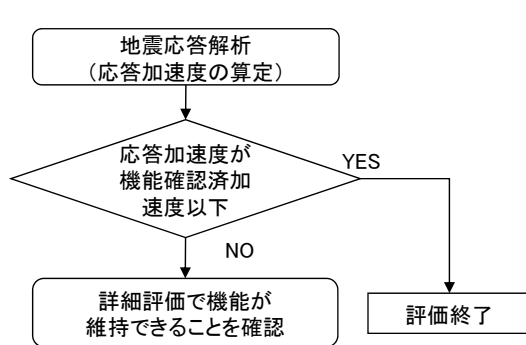 地震応答解析
(応答加速度の算定)
応答加速度が
機能確認済加
速度以下
YES
NO
詳細評価で機能が
維持できることを確認
評価終了